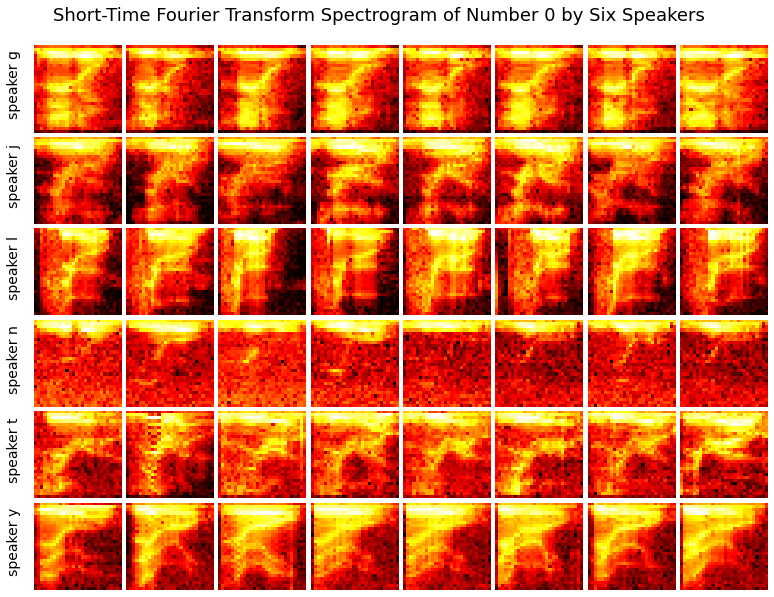 Short-Time Fourier Transform Spectrogram of Number 0 by Six Speakers
speaker g
speaker j
speaker l
speaker n
speaker t
speaker y